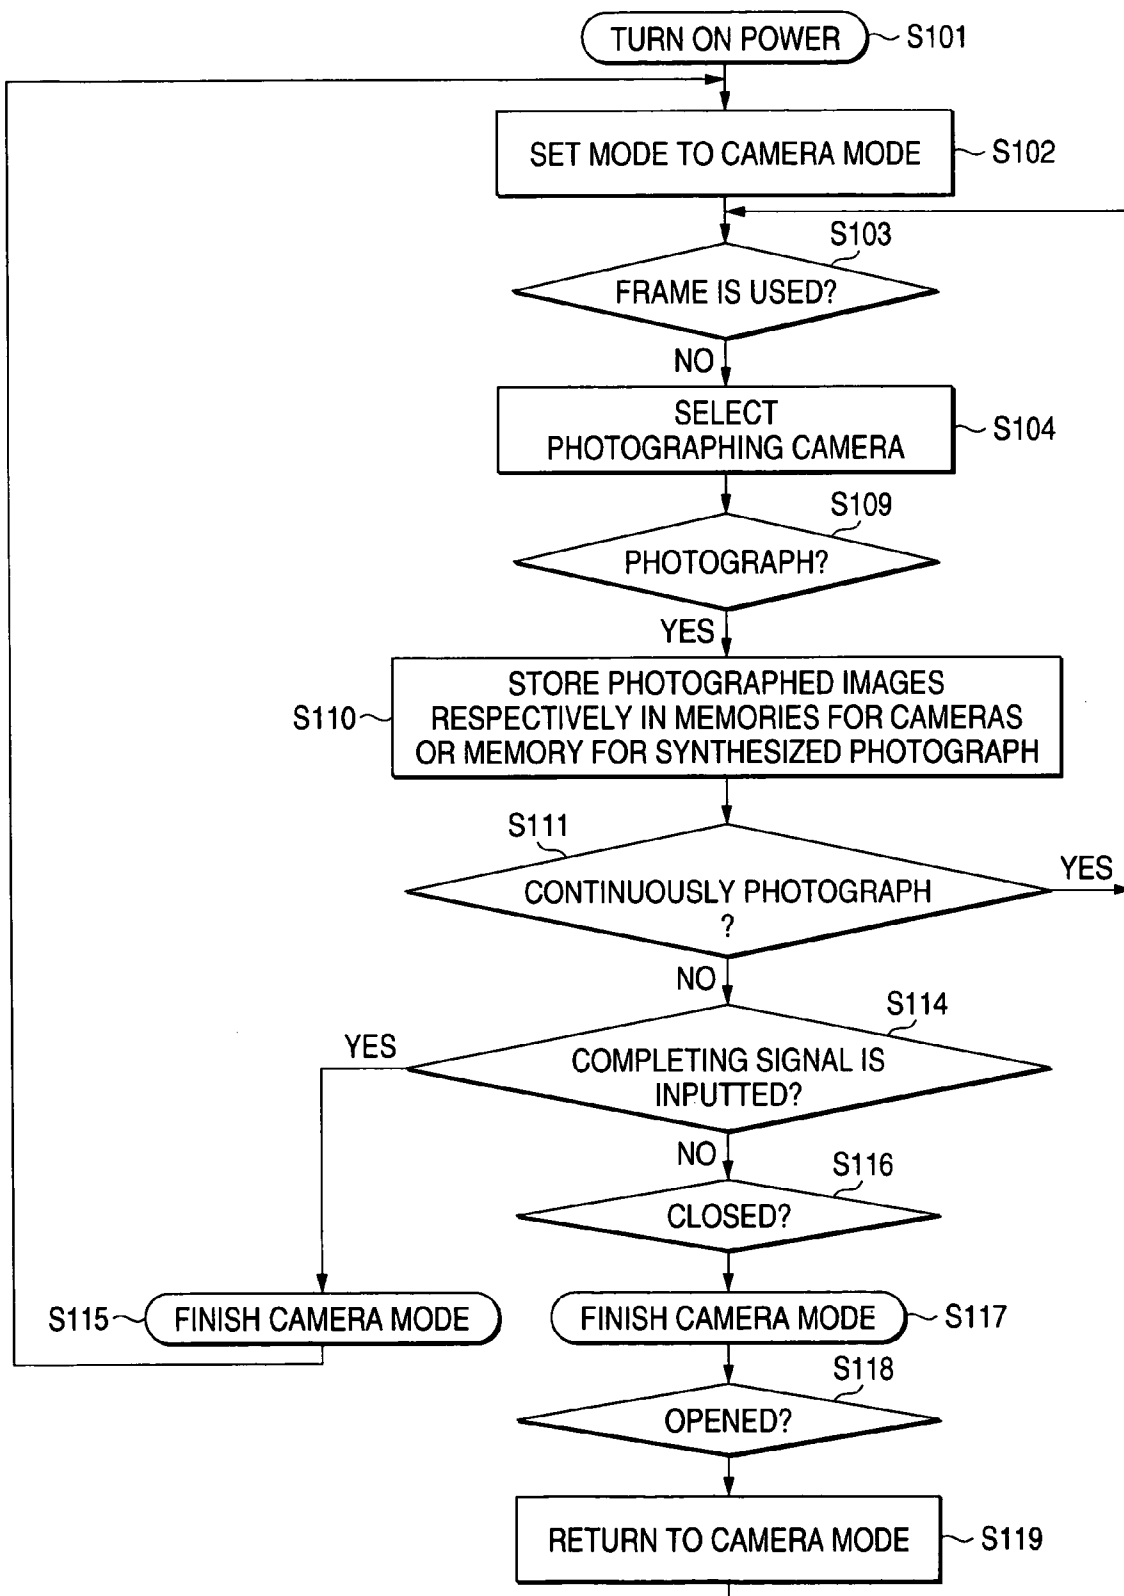 TURN ON POWER
S101
SET MODE TO CAMERA MODE
S102
S103
FRAME IS USED?
NO
SELECT
PHOTOGRAPHING CAMERA
S104
S109
PHOTOGRAPH?
YES
STORE PHOTOGRAPHED IMAGES
RESPECTIVELY IN MEMORIES FOR CAMERAS
OR MEMORY FOR SYNTHESIZED PHOTOGRAPH
S110
S111
CONTINUOUSLY PHOTOGRAPH
?
YES
NO
S114
COMPLETING SIGNAL IS
INPUTTED?
YES
NO
S116
CLOSED?
S115
FINISH CAMERA MODE
FINISH CAMERA MODE
S117
S118
OPENED?
RETURN TO CAMERA MODE
S119